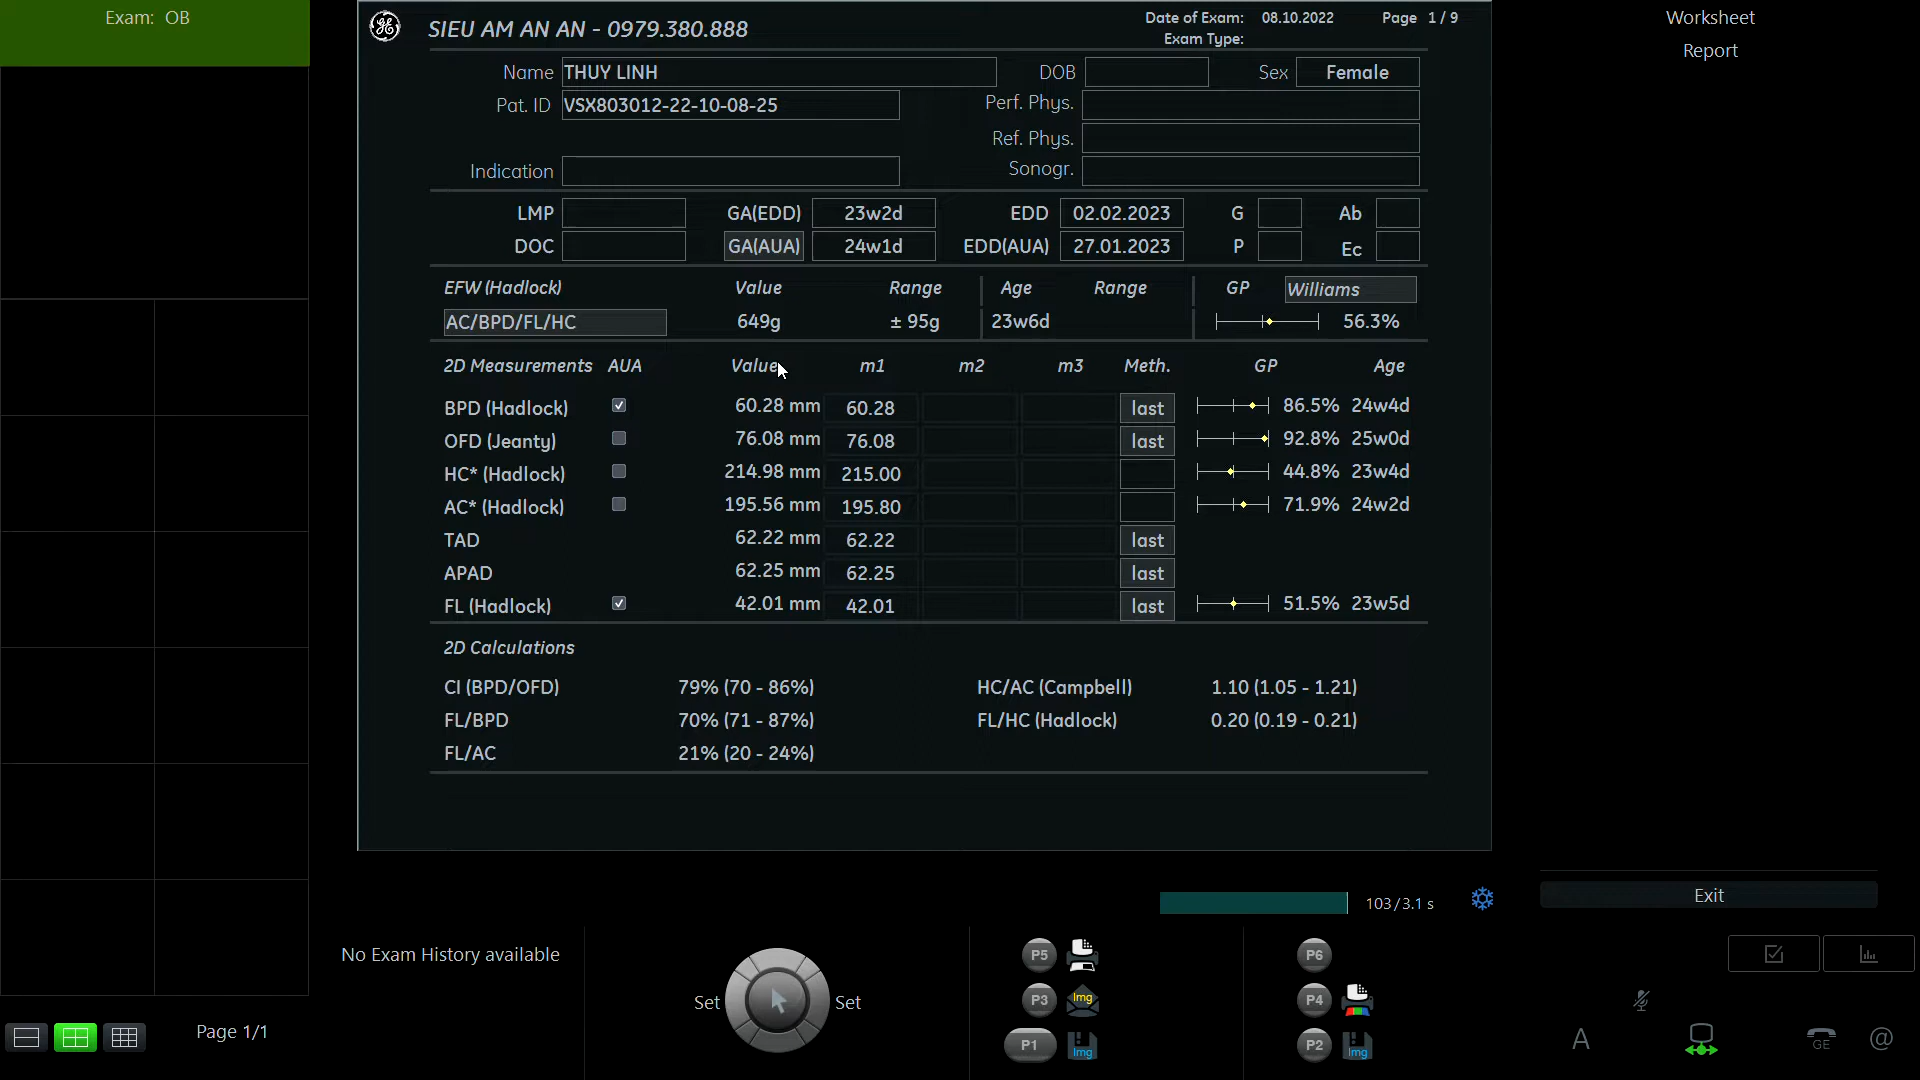 Exam: OB
SIEU AM AN AN - 0979.380.888
Date of Exam: 08.10.2022 Page 1 / 9
Exam Type:
Worksheet
Report
Name THUY LINH DOB Sex Female
Pat. ID VSX803012-22-10-08-25 Perf. Phys.
Ref. Phys.
Indication Sonogr.
LMP GA(EDD) 23w2d EDD 02.02.2023 G Ab
DOC GA(AUA) 24w1d EDD(AUA) 27.01.2023 P Ec
EFW (Hadlock) Value Range Age Range GP Williams
AC/BPD/FL/HC 649g ± 95g 23w6d 56.3%
2D Measurements AUA Value m1 m2 m3 Meth. GP Age
BPD (Hadlock) 60.28 mm 60.28 last 86.5% 24w4d
OFD (Jeanty) 76.08 mm 76.08 last 92.8% 25w0d
HC* (Hadlock) 214.98 mm 215.00 44.8% 23w4d
AC* (Hadlock) 195.56 mm 195.80 71.9% 24w2d
TAD 62.22 mm 62.22 last
APAD 62.25 mm 62.25 last
FL (Hadlock) 42.01 mm 42.01 last 51.5% 23w5d
2D Calculations
CI (BPD/OFD) 79% (70 - 86%) HC/AC (Campbell) 1.10 (1.05 - 1.21)
FL/BPD 70% (71 - 87%) FL/HC (Hadlock) 0.20 (0.19 - 0.21)
FL/AC 21% (20 - 24%)
103/3.1 s
Exit
No Exam History available
Set Set
P5 P6
P3 Img P4
P1 Img P2 Img
Page 1/1
A GE @